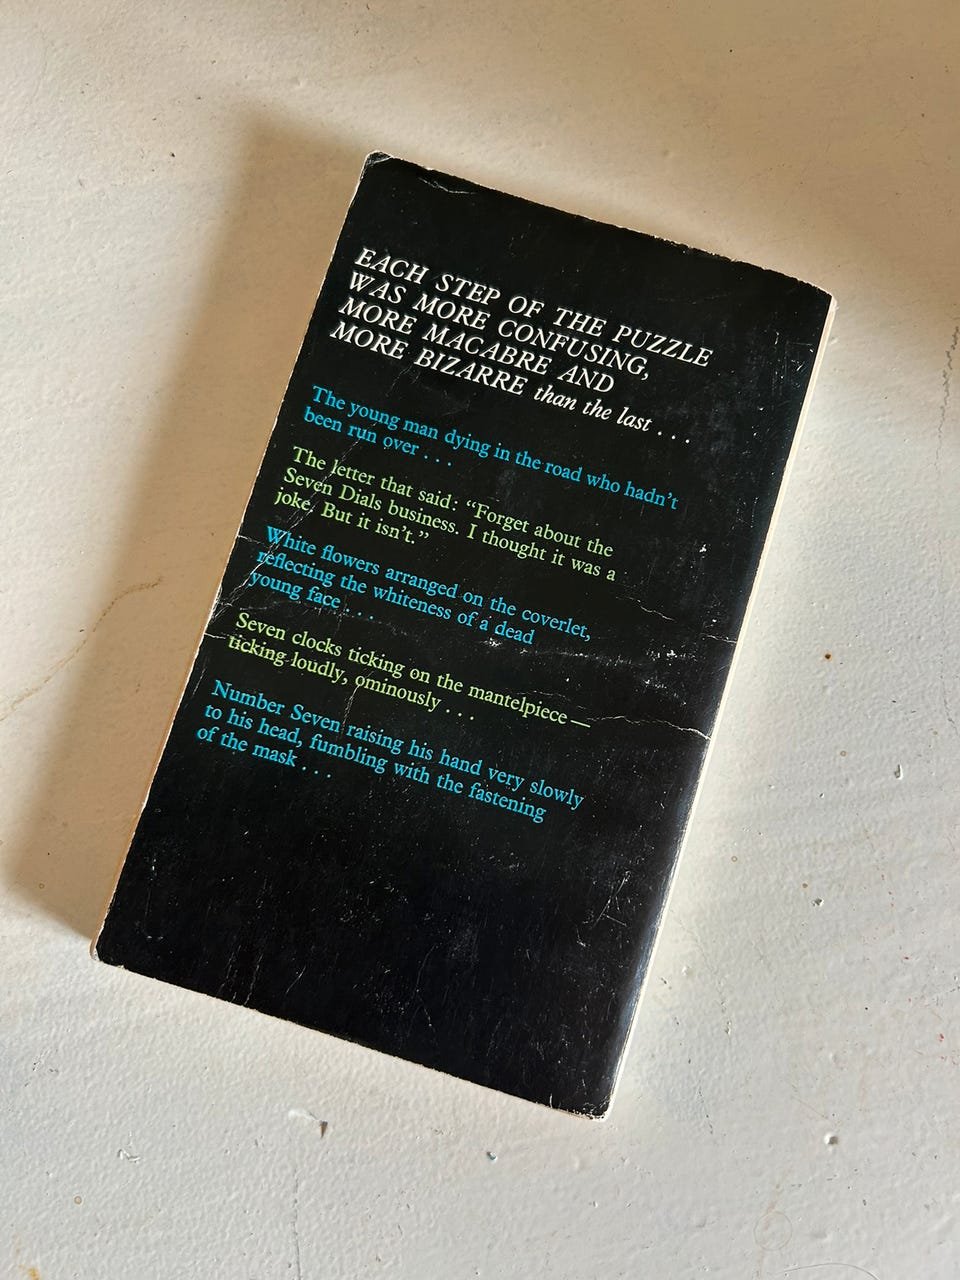 EACH STEP OF THE PUZZLE
WAS MORE CONFUSING,
MORE MACABRE AND
MORE BIZARRE than the last . . .
The young man dying in the road who hadn't
been run over . . .
The letter that said: “Forget about the
Seven Dials business. I thought it was a
joke. But it isn't.”
White flowers arranged on the coverlet,
reflecting the whiteness of a dead
young face . . .
Seven clocks ticking on the mantelpiece—
ticking loudly, ominously . . .
Number Seven raising his hand very slowly
to his head, fumbling with the fastening
of the mask . . .